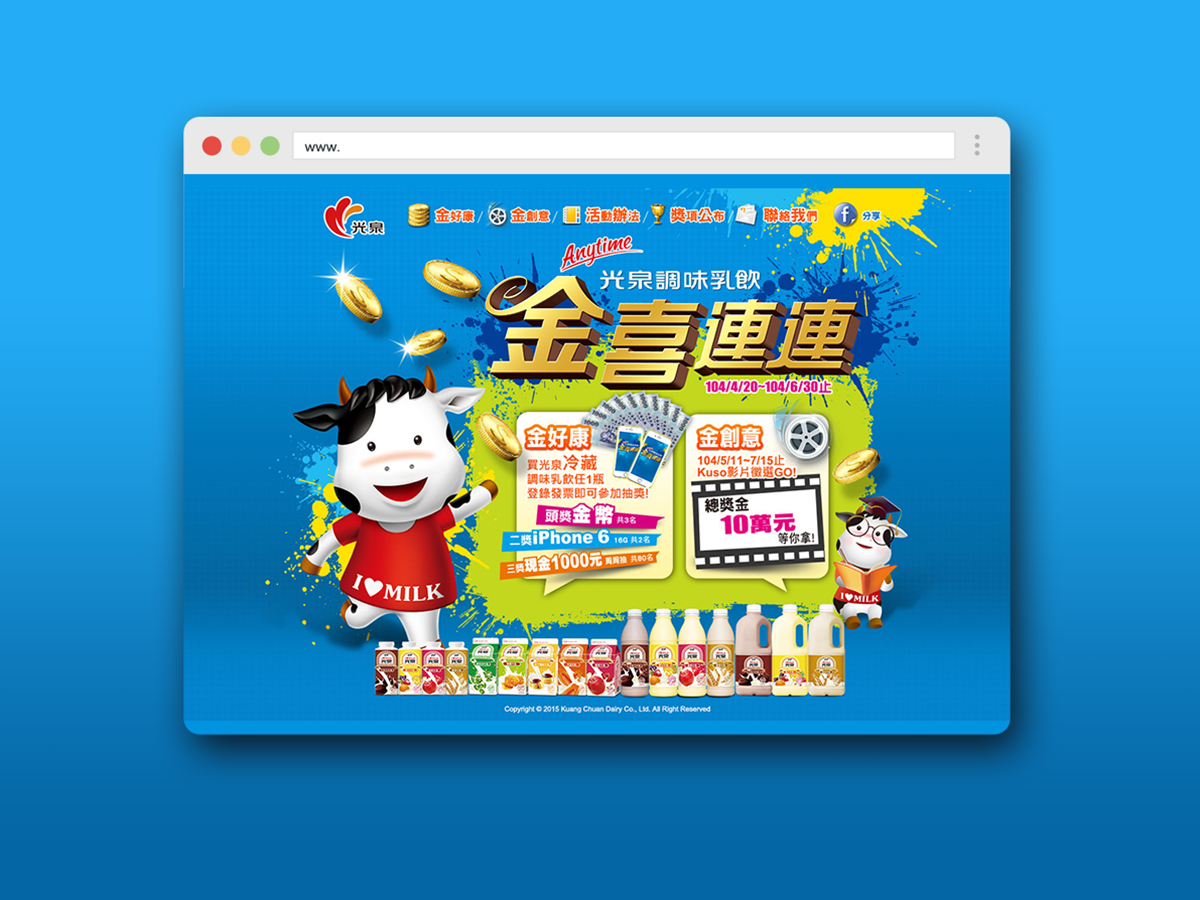 www.
光泉
金好康 / 金創意 / 活動辦法 / 獎項公布 / 聯絡我們 f 分享
Anytime
光泉調味乳飲
金喜連連
104/4/20~104/6/30止
金好康
買光泉冷藏
調味乳飲任1瓶
登錄發票即可參加抽獎!
頭獎金幣 共3名
二獎iPhone 6 16G 共2名
三獎現金1000元 共80名
金創意
104/5/11~7/15止
Kuso影片徵選GO!
總獎金
10萬元
等你拿!
I♥MILK
I♥MILK
Copyright © 2015 Kuang Chuan Dairy Co., Ltd. All Right Reserved